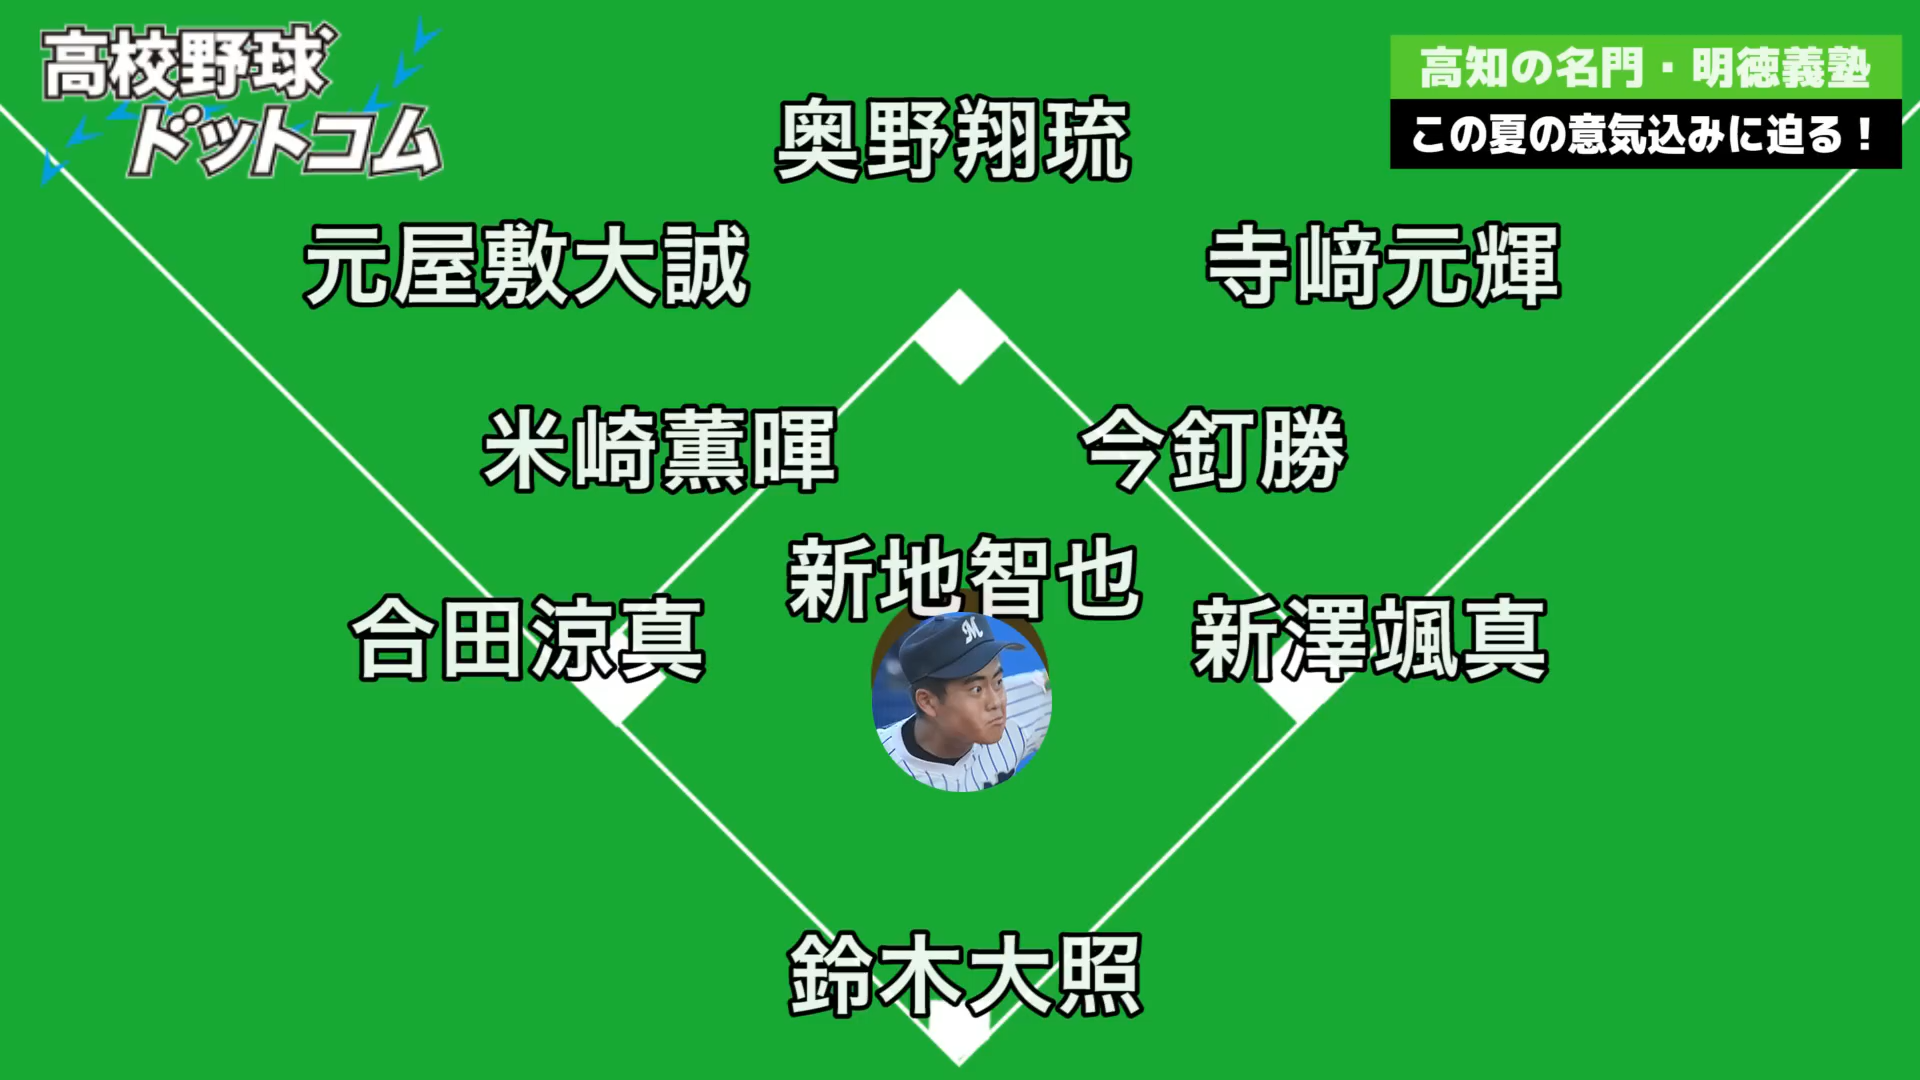 高校野球
ドットコム
高知の名門・明徳義塾
この夏の意気込みに迫る！
奥野翔琉
元屋敷大誠
寺﨑元輝
米崎薫暉
今釘勝
新地智也
合田涼真
新澤颯真
鈴木大照
M